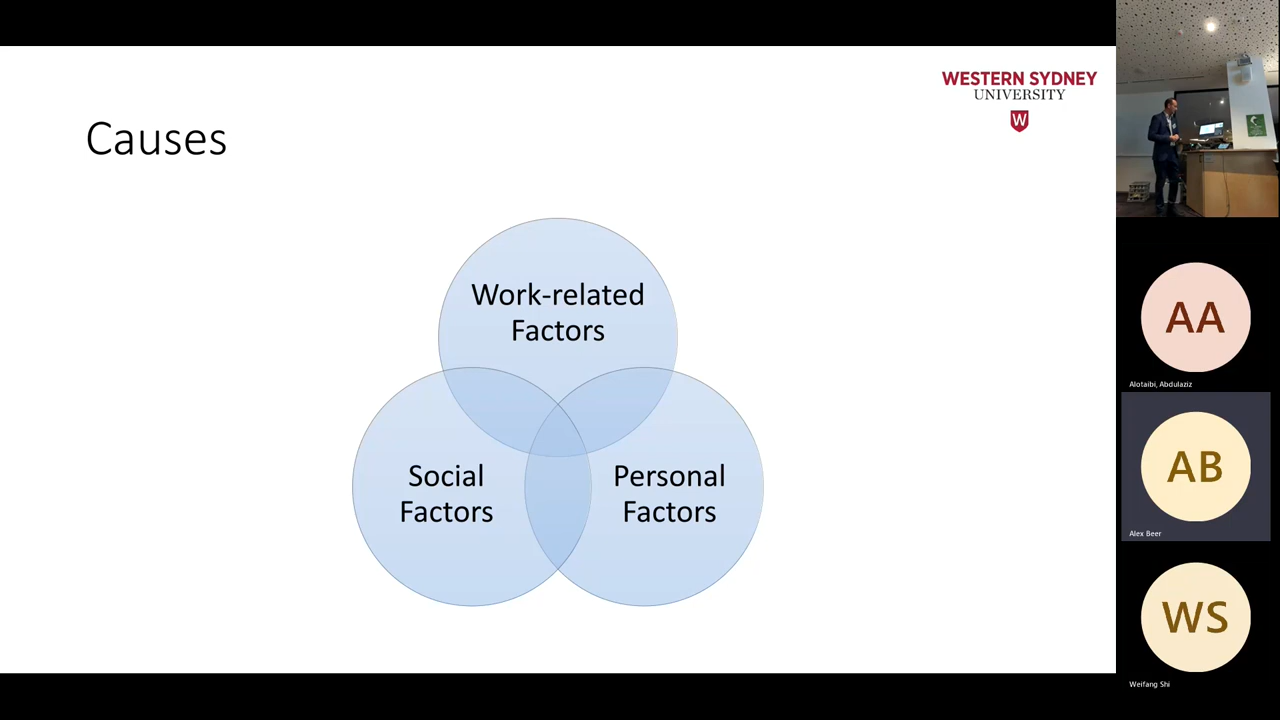 WESTERN SYDNEY
UNIVERSITY
W
Causes
Work-related
Factors
Social
Factors
Personal
Factors
AA
Alotaibi, Abdulaziz
AB
Alex Beer
WS
Weifang Shi